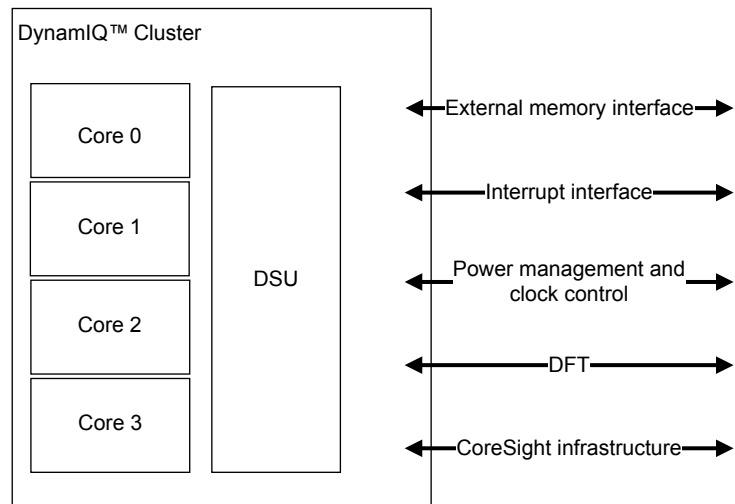 DynamIQ™ Cluster
Core 0
Core 1
Core 2
Core 3
DSU
External memory interface
Interrupt interface
Power management and
clock control
DFT
CoreSight infrastructure